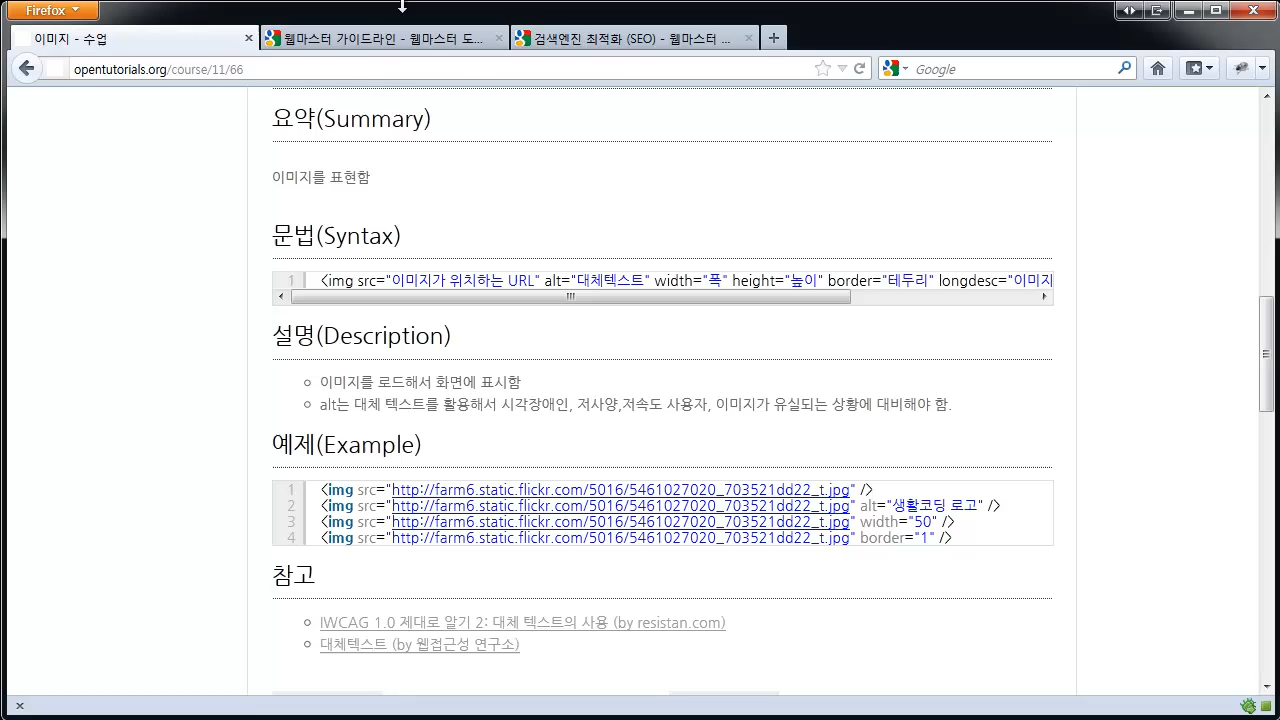 Firefox
이미지 - 수업
웹마스터 가이드라인 - 웹마스터 도...
검색엔진 최적화 (SEO) - 웹마스터 ...
opentutorials.org/course/11/66
Google
요약(Summary)
이미지를 표현함
문법(Syntax)
1 <img src="이미지가 위치하는 URL" alt="대체텍스트" width="폭" height="높이" border="테두리" longdesc="이미지
설명(Description)
이미지를 로드해서 화면에 표시함
alt는 대체 텍스트를 활용해서 시각장애인, 저사양,저속도 사용자, 이미지가 유실되는 상황에 대비해야 함.
예제(Example)
1 <img src="http://farm6.static.flickr.com/5016/5461027020_703521dd22_t.jpg" />
2 <img src="http://farm6.static.flickr.com/5016/5461027020_703521dd22_t.jpg" alt="생활코딩 로고" />
3 <img src="http://farm6.static.flickr.com/5016/5461027020_703521dd22_t.jpg" width="50" />
4 <img src="http://farm6.static.flickr.com/5016/5461027020_703521dd22_t.jpg" border="1" />
참고
IWCAG 1.0 제대로 알기 2: 대체 텍스트의 사용 (by resistan.com)
대체텍스트 (by 웹접근성 연구소)